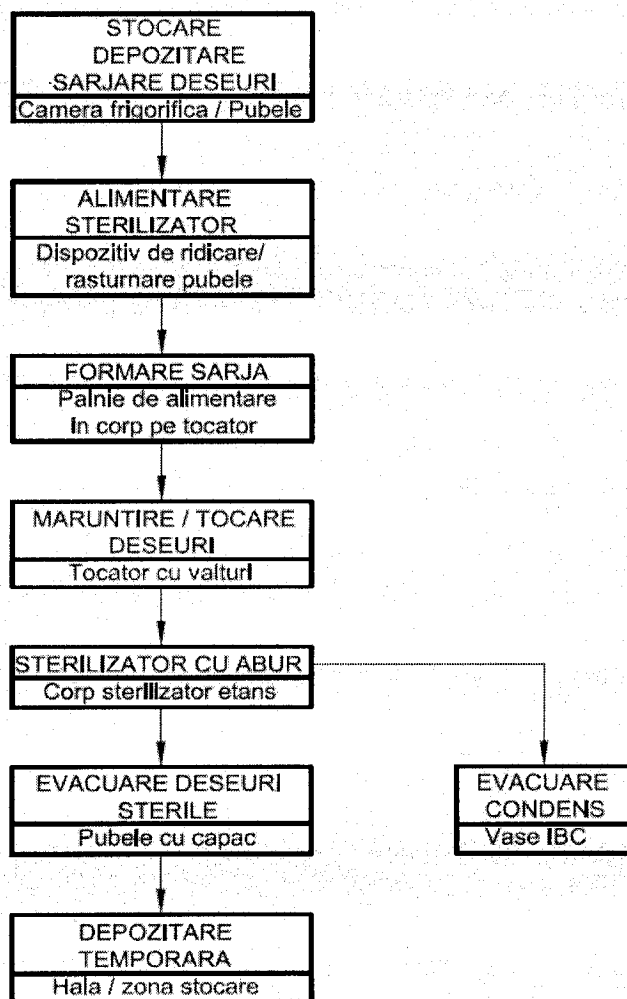 STOCARE
DEPOZITARE
SARJARE DESEURI
Camera frigorifica / Pubele
ALIMENTARE
STERILIZATOR
Dispozitiv de ridicare/
rasturnare pubele
FORMARE SARJA
Palnie de alimentare
In corp pe tocator
MARUNTIRE / TOCARE
DESEURI
Tocator cu valturi
STERILIZATOR CU ABUR
Corp sterilizator etans
EVACUARE DESEURI
STERILE
Pubele cu capac
EVACUARE
CONDENS
Vase IBC
DEPOZITARE
TEMPORARA
Hala / zona stocare